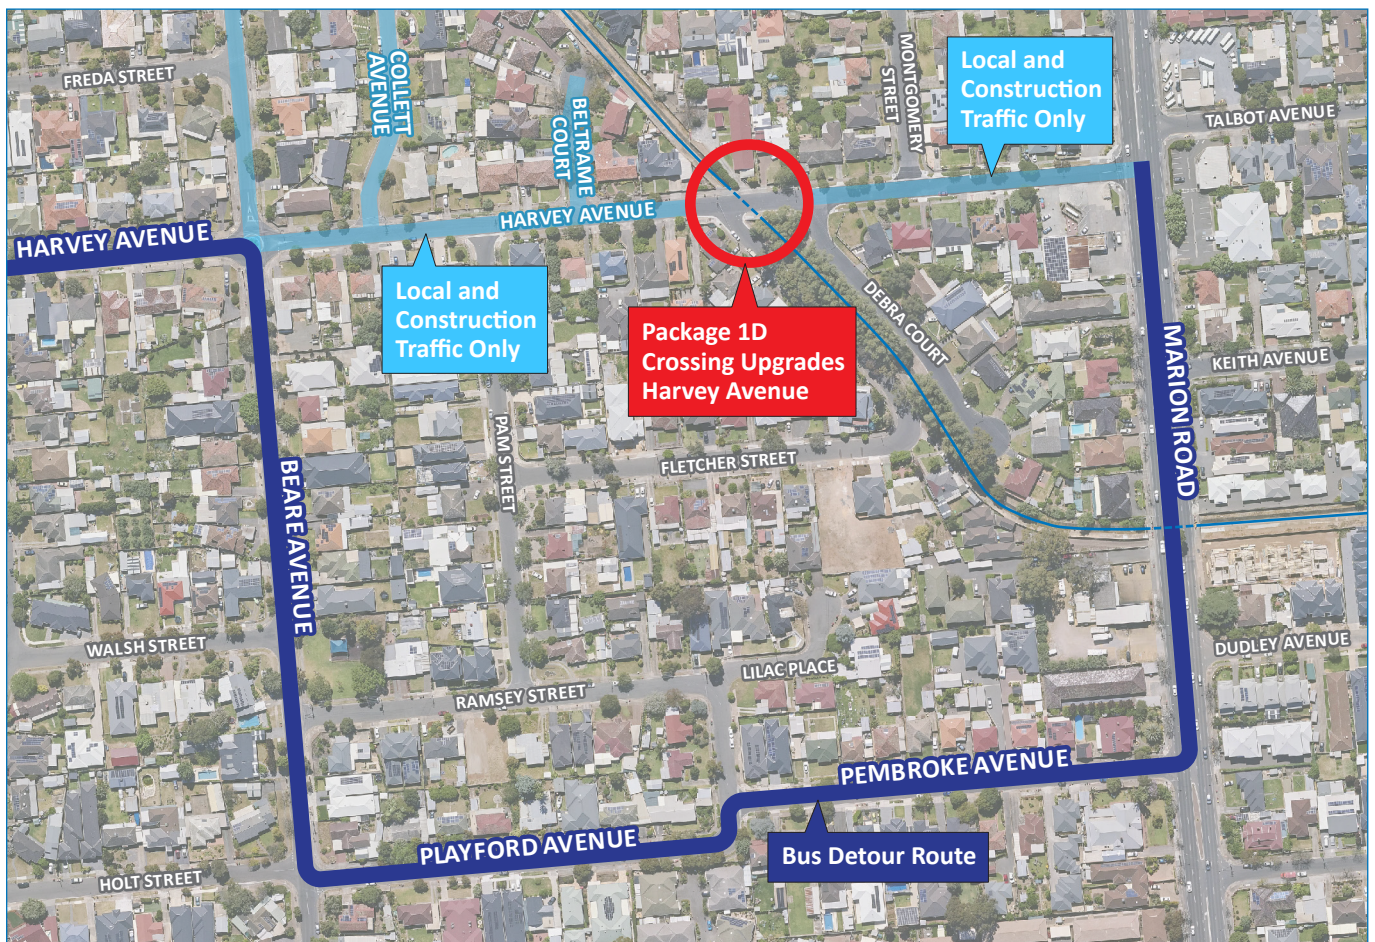 FREDA STREET
COLLETT
AVENUE
BELTRAME
COURT
MONTGOMERY
STREET
Local and
Construction
Traffic Only
TALBOT AVENUE
HARVEY AVENUE
HARVEY AVENUE
Local and
Construction
Traffic Only
Package 1D
Crossing Upgrades
Harvey Avenue
DEBRA COURT
MARION ROAD
KEITH AVENUE
PAM STREET
FLETCHER STREET
BEARE AVENUE
WALSH STREET
DUDLEY AVENUE
LILAC PLACE
RAMSEY STREET
PEMBROKE AVENUE
PLAYFORD AVENUE
Bus Detour Route
HOLT STREET